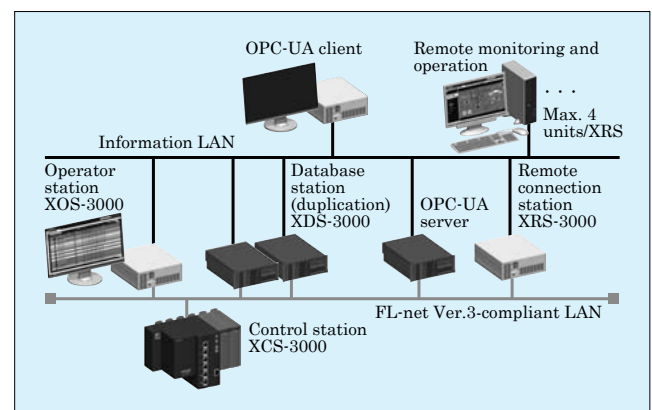 OPC-UA client
Remote monitoring and
operation
. . .
Max. 4
units/XRS
Information LAN
Operator
station
XOS-3000
Database
station
(duplication)
XDS-3000
OPC-UA
server
Remote
connection
station
XRS-3000
FL-net Ver.3-compliant LAN
Control station
XCS-3000